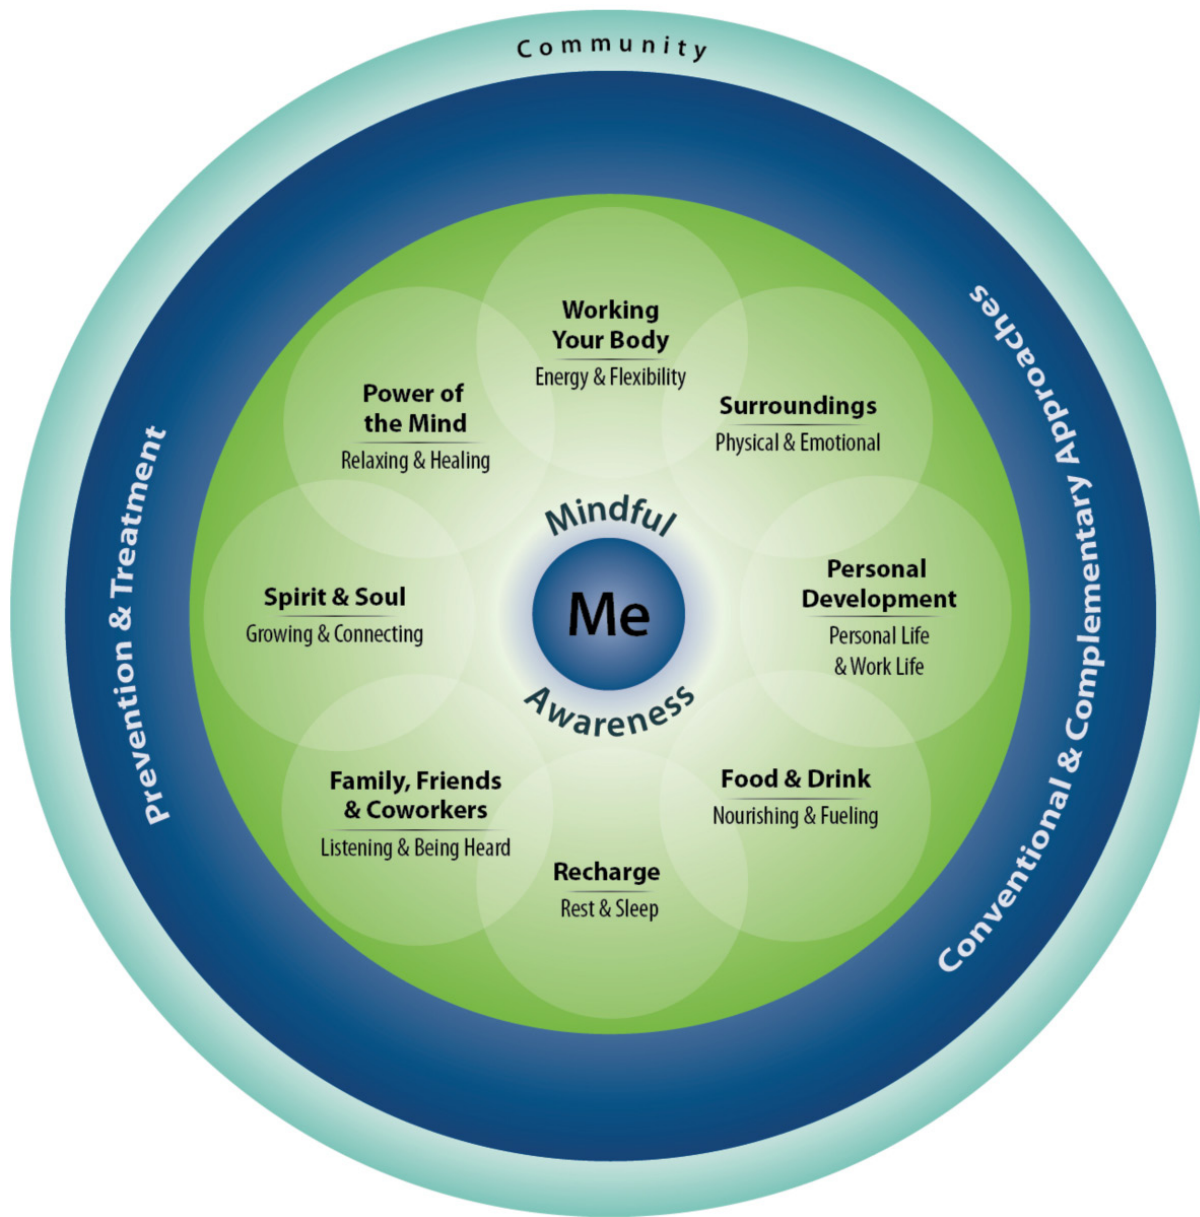 Community
Prevention & Treatment
Conventional & Complementary Approaches
Working
Your Body
Energy & Flexibility
Surroundings
Physical & Emotional
Personal
Development
Personal Life
& Work Life
Food & Drink
Nourishing & Fueling
Recharge
Rest & Sleep
Family, Friends
& Coworkers
Listening & Being Heard
Spirit & Soul
Growing & Connecting
Power of
the Mind
Relaxing & Healing
Mindful
Me
Awareness